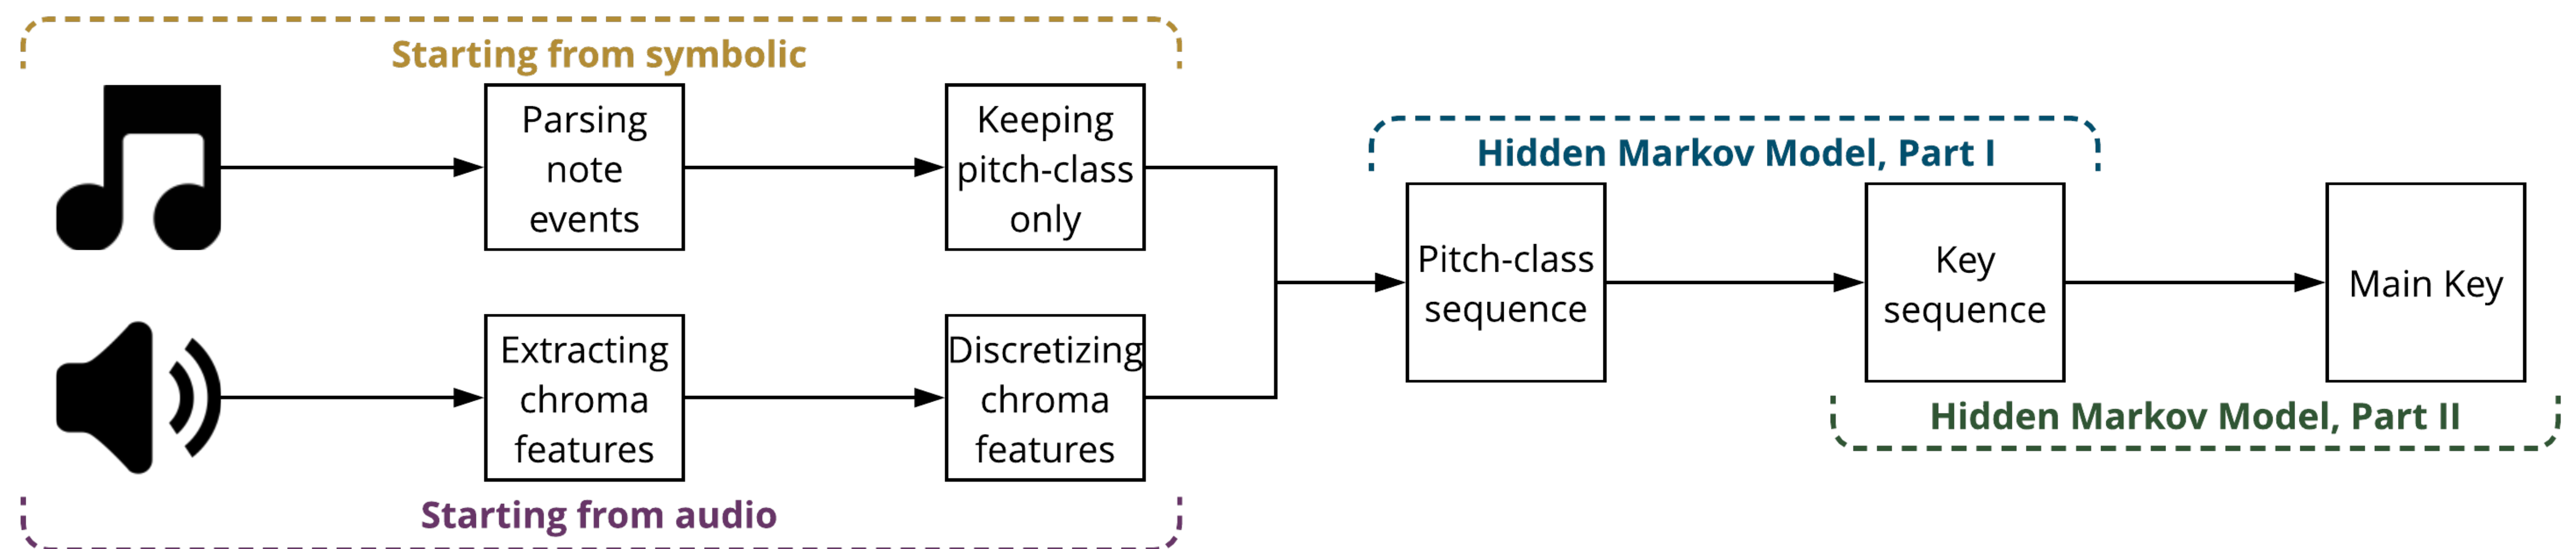 Starting from symbolic
Parsing
note
events
Keeping
pitch-class
only
Extracting
chroma
features
Discretizing
chroma
features
Starting from audio
Hidden Markov Model, Part I
Pitch-class
sequence
Key
sequence
Main Key
Hidden Markov Model, Part II